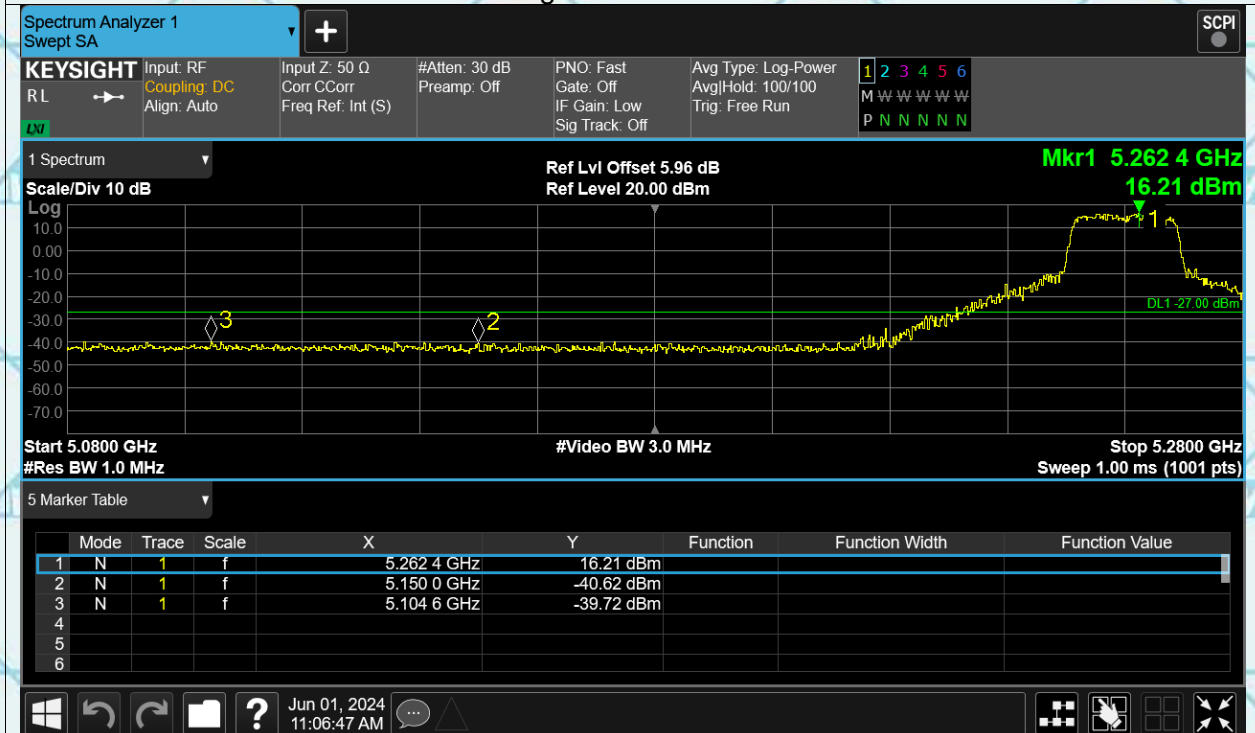 Spectrum Analyzer 1
Swept SA
+
SCPI
KEYSIGHT
RL
LXI
Input: RF
Coupling: DC
Align: Auto
Input Z: 50 Ω
Corr CCorr
Freq Ref: Int (S)
#Atten: 30 dB
Preamp: Off
PNO: Fast
Gate: Off
IF Gain: Low
Sig Track: Off
Avg Type: Log-Power
Avg|Hold: 100/100
Trig: Free Run
1 2 3 4 5 6
M W W W W W
P N N N N N
1 Spectrum
Scale/Div 10 dB
Ref Lvl Offset 5.96 dB
Ref Level 20.00 dBm
Mkr1 5.262 4 GHz
16.21 dBm
Log
10.0
0.00
-10.0
-20.0
-30.0
-40.0
-50.0
-60.0
-70.0
3
2
1
DL1 -27.00 dBm
Start 5.0800 GHz
#Video BW 3.0 MHz
Stop 5.2800 GHz
#Res BW 1.0 MHz
Sweep 1.00 ms (1001 pts)
5 Marker Table
Mode Trace Scale X Y Function Function Width Function Value
1 N 1 f 5.262 4 GHz 16.21 dBm
2 N 1 f 5.150 0 GHz -40.62 dBm
3 N 1 f 5.104 6 GHz -39.72 dBm
4
5
6
?
Jun 01, 2024
11:06:47 AM